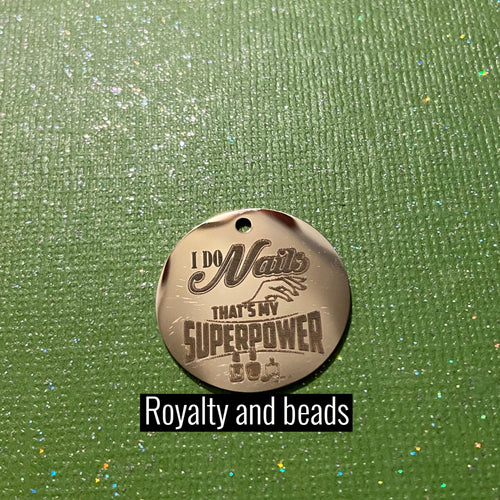 I DO Nails
THAT'S MY
SUPERPOWER
Royalty and beads